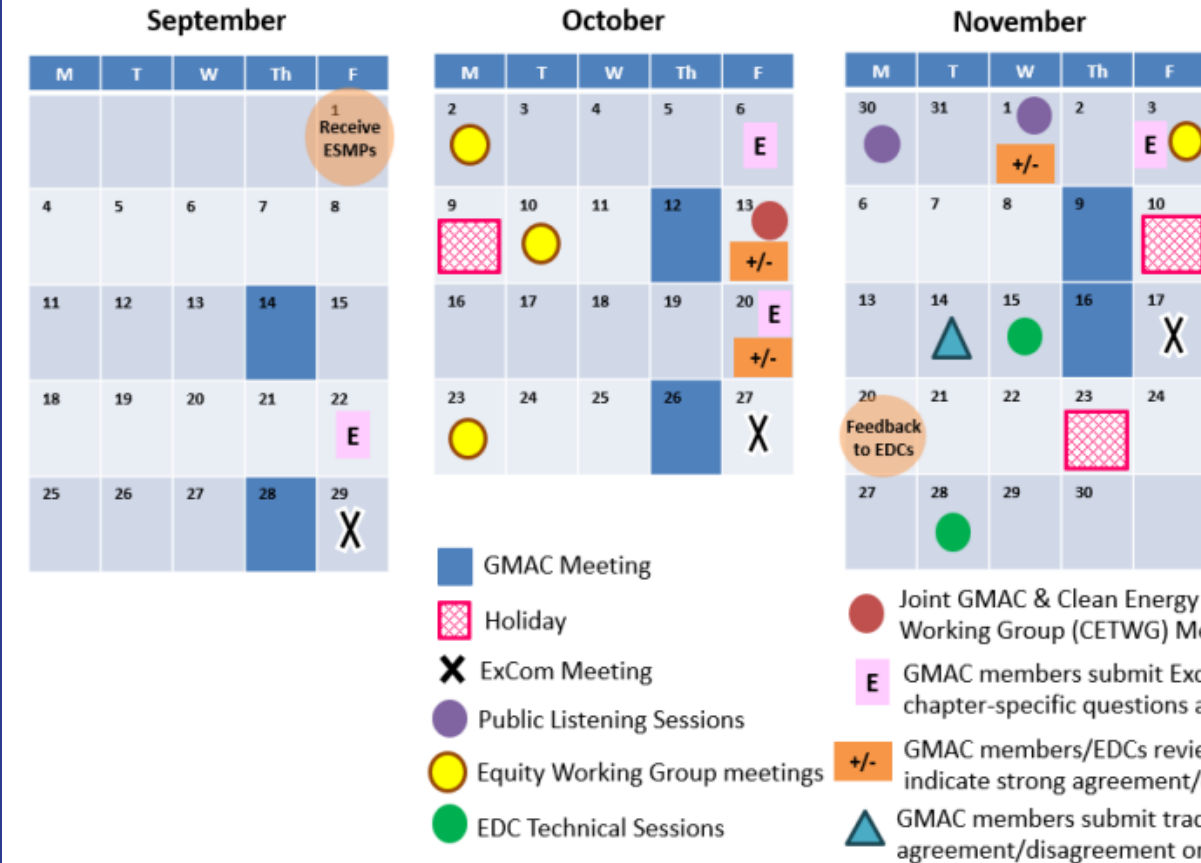 September
M T W Th F
1
Receive
ESMPs
4 5 6 7 8
11 12 13 14 15
18 19 20 21 22
E
25 26 27 28 29
X
October
M T W Th F
2 3 4 5 6
E
9 10 11 12 13
+/-
16 17 18 19 20
E
+/-
23 24 25 26 27
X
November
M T W Th F
30 31 1 2 3
+/- E
6 7 8 9 10
13 14 15 16 17
X
20 21 22 23 24
Feedback
to EDCs
27 28 29 30
GMAC Meeting
Holiday
X ExCom Meeting
Public Listening Sessions
Equity Working Group meetings
EDC Technical Sessions
Joint GMAC & Clean Energy
Working Group (CETWG)
E GMAC members submit
chapter-specific questions
+/- GMAC members/EDCs
indicate strong agreement/
GMAC members submit
agreement/disagreement